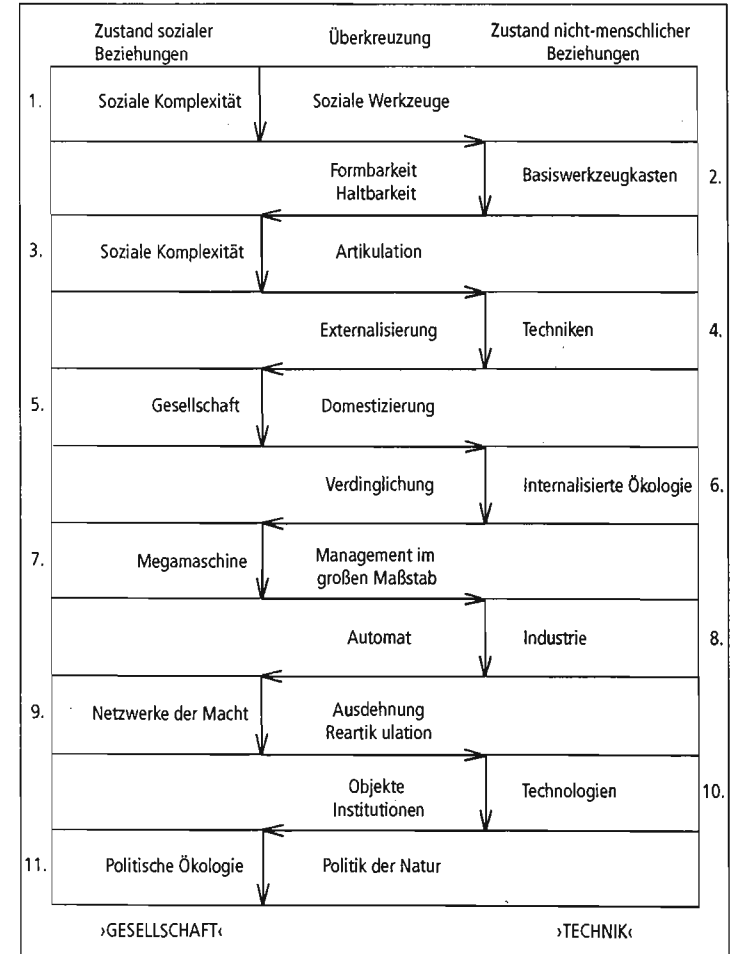 Zustand sozialer
Beziehungen
Überkreuzung
Zustand nicht-menschlicher
Beziehungen
1. Soziale Komplexität Soziale Werkzeuge
Formbarkeit
Haltbarkeit
Basiswerkzeugkasten 2.
3. Soziale Komplexität Artikulation
Externalisierung Techniken 4.
5. Gesellschaft Domestizierung
Verdinglichung Internalisierte Ökologie 6.
7. Megamaschine Management im
großen Maßstab
Automat Industrie 8.
9. Netzwerke der Macht Ausdehnung
Reartik ulation
Objekte
Institutionen
Technologien 10.
11. Politische Ökologie Politik der Natur
›GESELLSCHAFT‹ ›TECHNIK‹